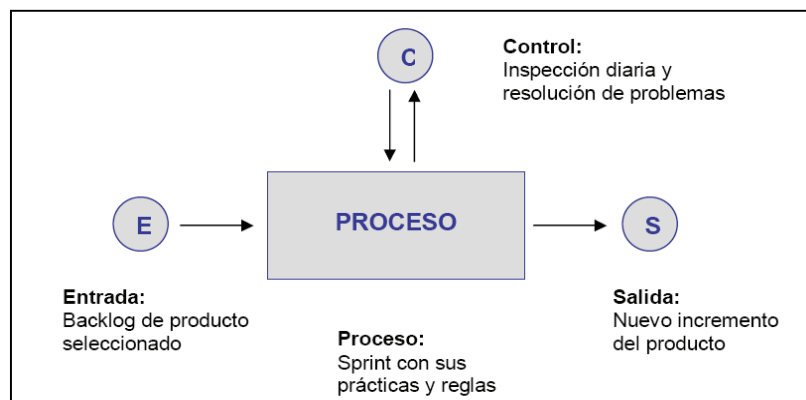 C
Control:
Inspección diaria y
resolución de problemas
E
PROCESO
S
Entrada:
Backlog de producto
seleccionado
Proceso:
Sprint con sus
prácticas y reglas
Salida:
Nuevo incremento
del producto